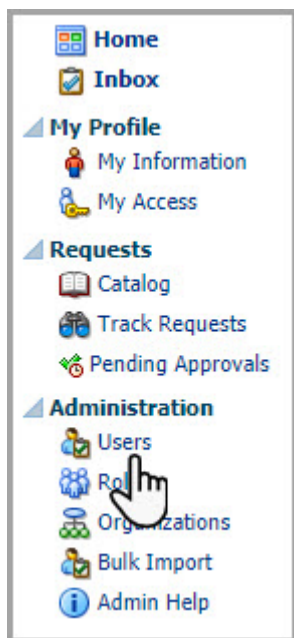 Home
Inbox
My Profile
My Information
My Access
Requests
Catalog
Track Requests
Pending Approvals
Administration
Users
Organizations
Bulk Import
Admin Help